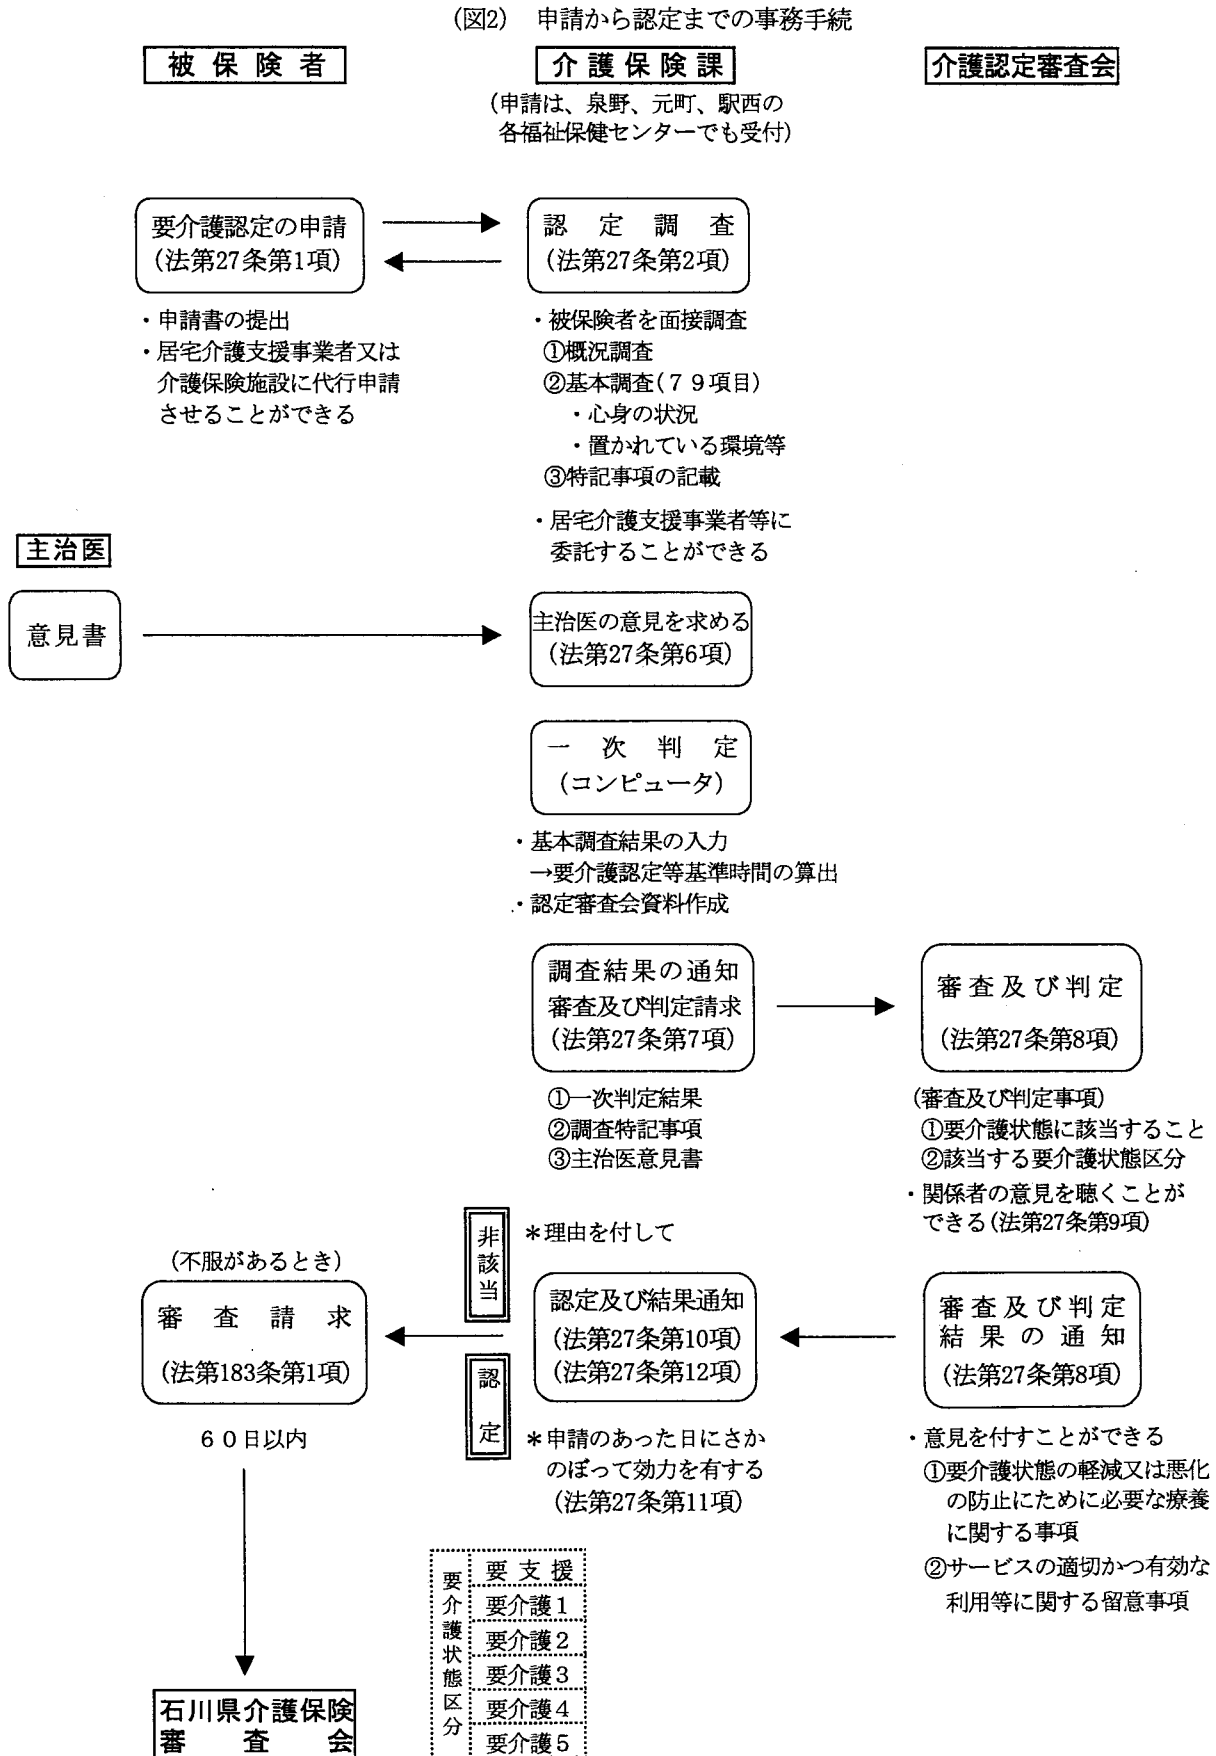 (図2) 申請から認定までの事務手続
被保険者
介護保険課
介護認定審査会
(申請は、泉野、元町、駅西の
各福祉保健センターでも受付)
要介護認定の申請
(法第27条第1項)
認定調査
(法第27条第2項)
・申請書の提出
・居宅介護支援事業者又は
介護保険施設に代行申請
させることができる
・被保険者を面接調査
①概況調査
②基本調査(79項目)
・心身の状況
・置かれている環境等
③特記事項の記載
・居宅介護支援事業者等に
委託することができる
主治医
意見書
主治医の意見を求める
(法第27条第6項)
一次判定
(コンピュータ)
・基本調査結果の入力
→要介護認定等基準時間の算出
・認定審査会資料作成
調査結果の通知
審査及び判定請求
(法第27条第7項)
審査及び判定
(法第27条第8項)
①一次判定結果
②調査特記事項
③主治医意見書
(審査及び判定事項)
①要介護状態に該当すること
②該当する要介護状態区分
・関係者の意見を聴くことが
できる(法第27条第9項)
非該当
＊理由を付して
(不服があるとき)
審査請求
(法第183条第1項)
認定及び結果通知
(法第27条第10項)
(法第27条第12項)
審査及び判定
結果の通知
(法第27条第8項)
認定
60日以内
＊申請のあった日にさか
のぼって効力を有する
(法第27条第11項)
・意見を付すことができる
①要介護状態の軽減又は悪化
の防止にために必要な療養
に関する事項
②サービスの適切かつ有効な
利用等に関する留意事項
要介護状態区分
要支援
要介護1
要介護2
要介護3
要介護4
要介護5
石川県介護保険
審査会